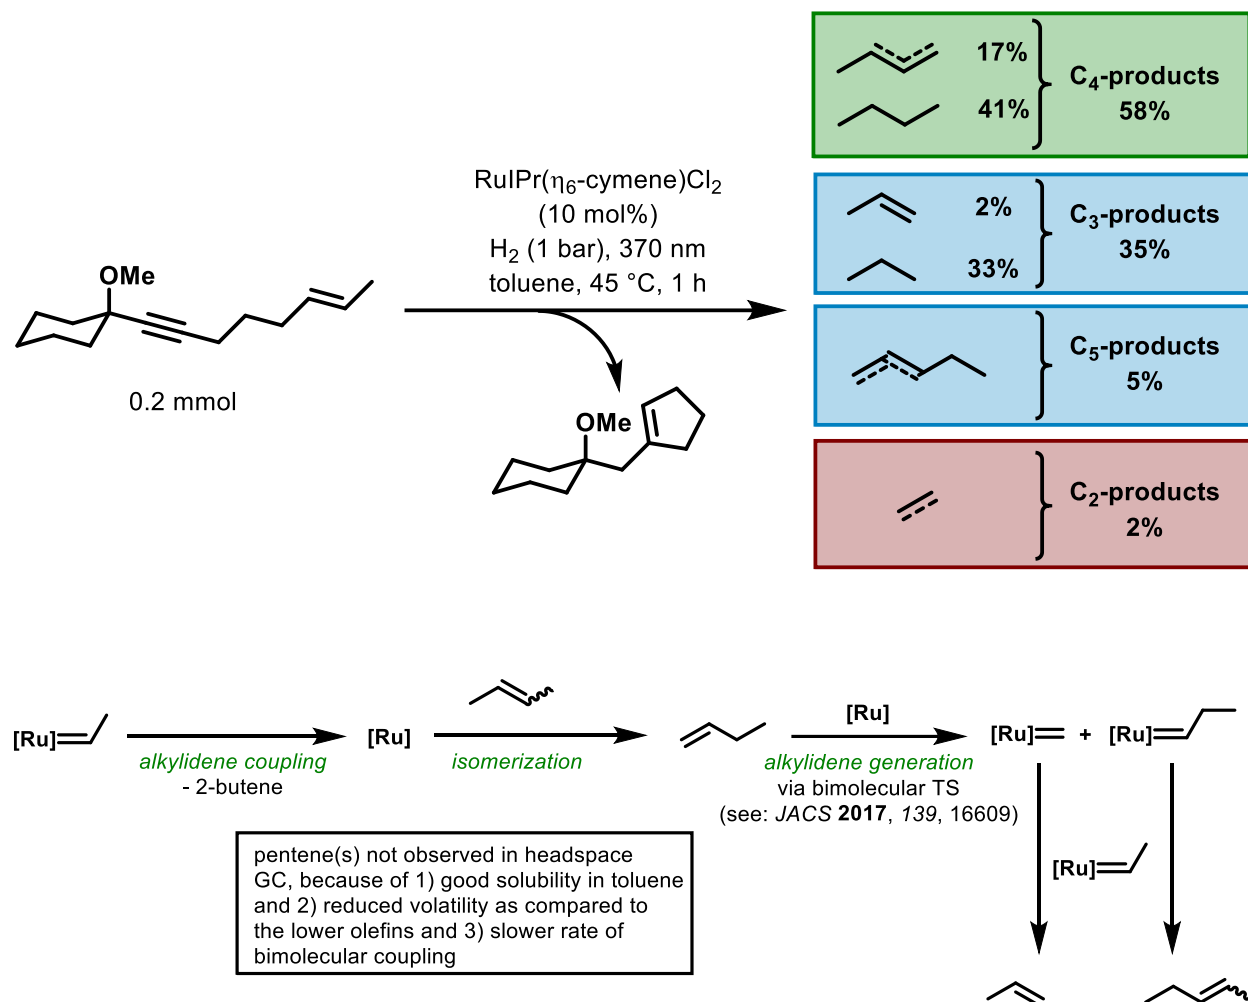 17%
41%
C4-products
58%
RuIPr(η6-cymene)Cl2
(10 mol%)
H2 (1 bar), 370 nm
toluene, 45 °C, 1 h
2%
33%
C3-products
35%
OMe
0.2 mmol
OMe
C5-products
5%
C2-products
2%
[Ru]
alkylidene coupling
- 2-butene
[Ru]
isomerization
[Ru]
alkylidene generation
via bimolecular TS
(see: JACS 2017, 139, 16609)
[Ru]
+
[Ru]
[Ru]
pentene(s) not observed in headspace
GC, because of 1) good solubility in toluene
and 2) reduced volatility as compared to
the lower olefins and 3) slower rate of
bimolecular coupling